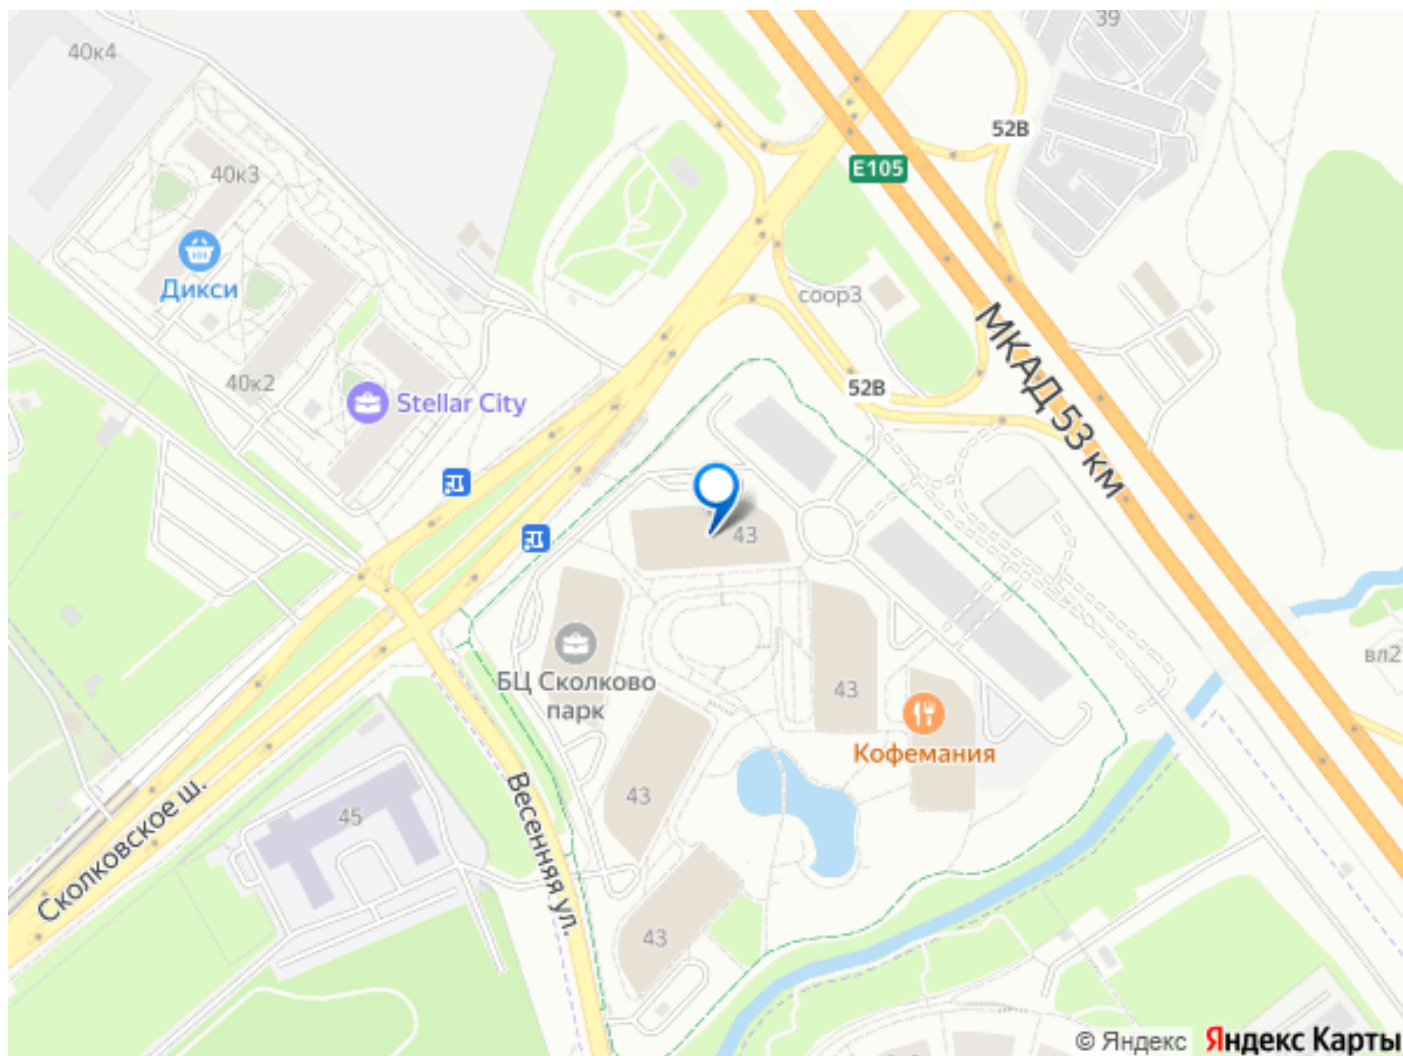 39
40к4
52В
Е105
40к3
Дикси
соор3
МКАД 53 км
40к2
52В
Stellar City
43
вл2
БЦ Сколково
парк
43
Кофемания
43
Весенняя ул.
Сколковское ш.
45
43
© Яндекс
Яндекс Карты